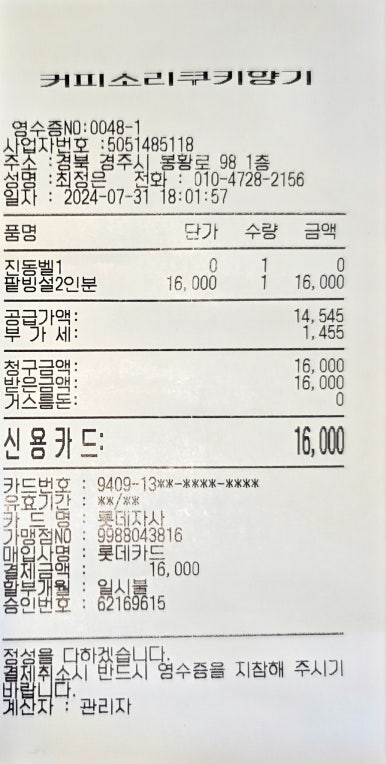 커피소리쿠키향기
영수증NO:0048-1
사업자번호 :5051485118
주소 :경북 경주시 봉황로 98 1층
성명 :최정은 전화 : 010-4728-2156
일자 : 2024-07-31 18:01:57
품명 단가 수량 금액
진동벨1 0 1 0
팥빙설2인분 16,000 1 16,000
공급가액: 14,545
부 가 세: 1,455
청구금액: 16,000
받은금액: 16,000
거스름돈: 0
신용카드: 16,000
카드번호 : 9409-13**-****-****
유효기간 : **/**
카 드 명 : 롯데자사
가맹점NO : 9988043816
매입사명 : 롯데카드
결제금액 : 16,000
할부개월 : 일시불
승인번호 : 62169615
정성을 다하겠습니다.
결제취소시 반드시 영수증을 지참해 주시기
바랍니다.
계산자 : 관리자